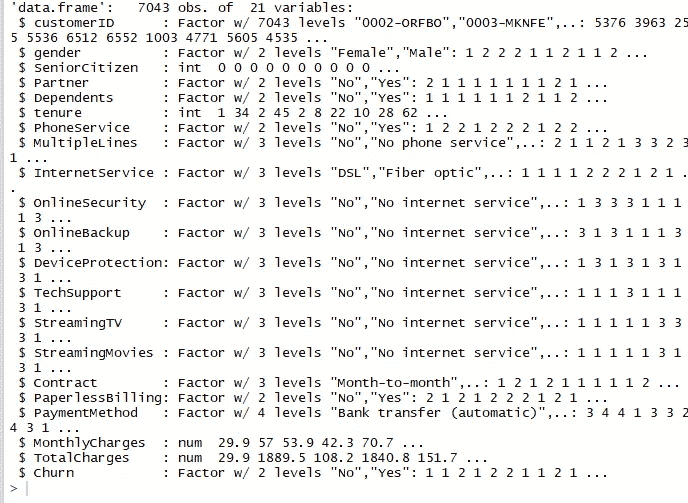 'data.frame':   7043 obs. of  21 variables:
 $ customerID      : Factor w/ 7043 levels "0002-ORFBO","0003-MKNFE",..: 5376 3963 25
5 5536 6512 6552 1003 4771 5605 4535 ...
 $ gender          : Factor w/ 2 levels "Female","Male": 1 2 2 2 1 1 2 1 1 2 ...
 $ SeniorCitizen   : int  0 0 0 0 0 0 0 0 0 0 ...
 $ Partner         : Factor w/ 2 levels "No","Yes": 2 1 1 1 1 1 1 1 2 1 ...
 $ Dependents      : Factor w/ 2 levels "No","Yes": 1 1 1 1 1 1 2 1 1 2 ...
 $ tenure          : int  1 34 2 45 2 8 22 10 28 62 ...
 $ PhoneService    : Factor w/ 2 levels "No","Yes": 1 2 2 1 2 2 2 1 2 2 ...
 $ MultipleLines   : Factor w/ 3 levels "No","No phone service",..: 2 1 1 2 1 3 3 2 3
1 ...
 $ InternetService : Factor w/ 3 levels "DSL","Fiber optic",..: 1 1 1 1 2 2 2 1 2 1 ..
.
 $ OnlineSecurity  : Factor w/ 3 levels "No","No internet service",..: 1 3 3 3 1 1 1
1 3 ...
 $ OnlineBackup    : Factor w/ 3 levels "No","No internet service",..: 3 1 3 1 1 1 3
1 3 ...
 $ DeviceProtection: Factor w/ 3 levels "No","No internet service",..: 1 3 1 3 1 3 1
3 1 ...
 $ TechSupport     : Factor w/ 3 levels "No","No internet service",..: 1 1 1 3 1 1 1
3 1 ...
 $ StreamingTV     : Factor w/ 3 levels "No","No internet service",..: 1 1 1 1 1 3 3
3 1 ...
 $ StreamingMovies : Factor w/ 3 levels "No","No internet service",..: 1 1 1 1 1 3 1
3 1 ...
 $ Contract        : Factor w/ 3 levels "Month-to-month",..: 1 2 1 2 1 1 1 1 1 2 ...
 $ PaperlessBilling: Factor w/ 2 levels "No","Yes": 2 1 2 1 2 2 2 1 2 1 ...
 $ PaymentMethod   : Factor w/ 4 levels "Bank transfer (automatic)",..: 3 4 4 1 3 3 2
4 3 1 ...
 $ MonthlyCharges  : num  29.9 57 53.9 42.3 70.7 ...
 $ TotalCharges    : num  29.9 1889.5 108.2 1840.8 151.7 ...
 $ Churn           : Factor w/ 2 levels "No","Yes": 1 1 2 1 2 2 1 1 2 1 ...
>